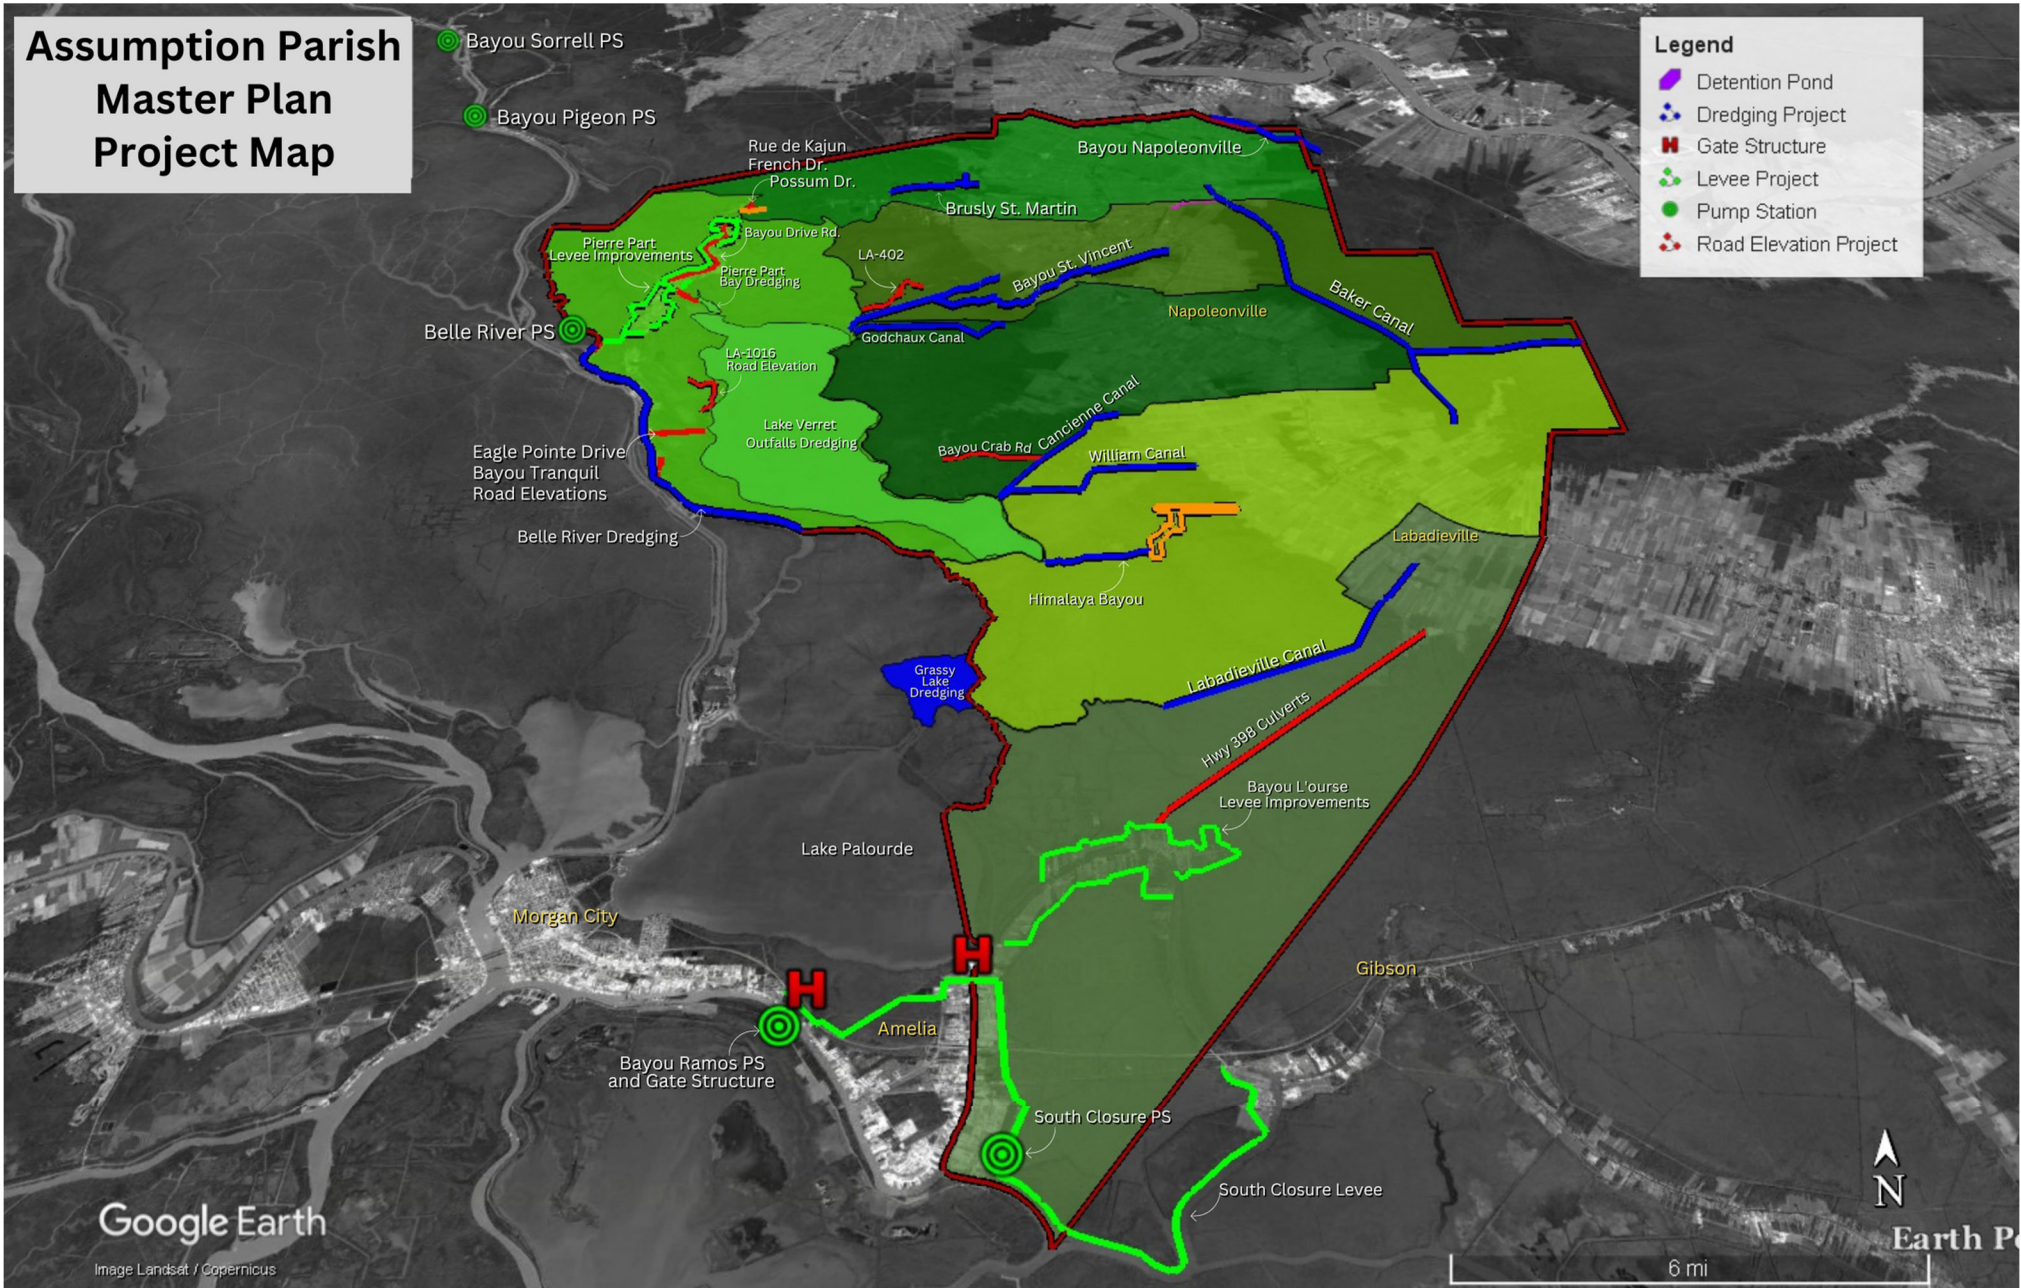 Assumption Parish
Master Plan
Project Map
Bayou Sorrell PS
Bayou Pigeon PS
Legend
Detention Pond
Dredging Project
H Gate Structure
Levee Project
Pump Station
Road Elevation Project
Rue de Kajun
French Dr.
Possum Dr.
Bayou Napoleonville
Brusly St. Martin
Bayou Drive Rd.
Pierre Part
Levee Improvements
Pierre Part
Bay Dredging
LA-402
Bayou St. Vincent
Baker Canal
Napoleonville
Belle River PS
Godchaux Canal
LA-1016
Road Elevation
Cancienne Canal
Lake Verret
Outfalls Dredging
Bayou Crab Rd
William Canal
Eagle Pointe Drive
Bayou Tranquil
Road Elevations
Belle River Dredging
Labadieville
Himalaya Bayou
Grassy
Lake
Dredging
Labadieville Canal
Hwy 398 Culverts
Bayou L'ourse
Levee Improvements
Lake Palourde
Morgan City
H
H
Gibson
Amelia
Bayou Ramos PS
and Gate Structure
South Closure PS
South Closure Levee
N
Google Earth
Image Landsat / Copernicus
Earth P
6 mi